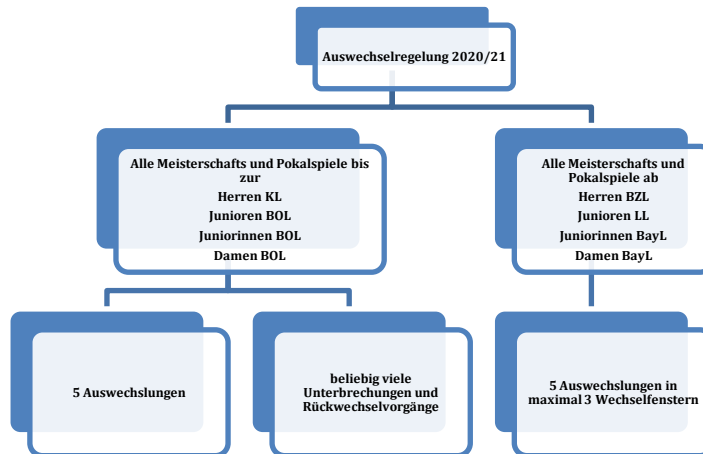 Auswechselregelung 2020/21
Alle Meisterschafts und Pokalspiele bis
zur
Herren KL
Junioren BOL
Juniorinnen BOL
Damen BOL
Alle Meisterschafts und
Pokalspiele ab
Herren BZL
Junioren LL
Juniorinnen BayL
Damen BayL
5 Auswechslungen
beliebig viele
Unterbrechungen und
Rückwechselvorgänge
5 Auswechslungen in
maximal 3 Wechselfenstern